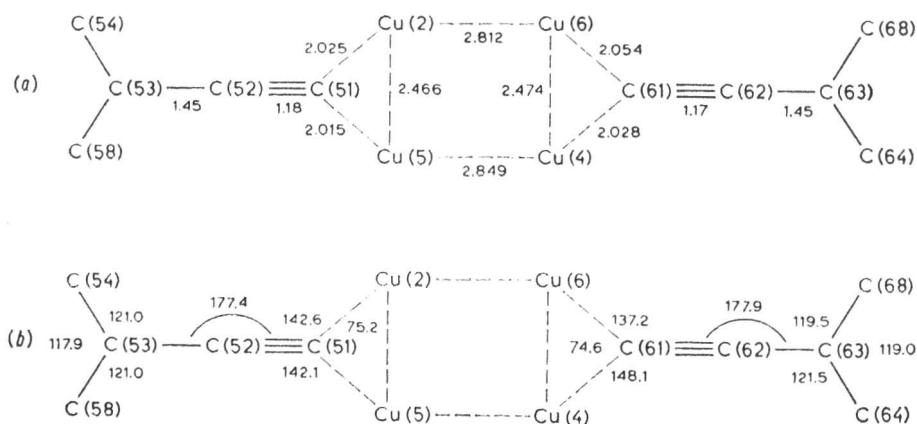 C(54) Cu(2) 2.812 Cu(6) C(68)
2.025 2.054
(a) C(53) C(52) C(51) 2.466 2.474 C(61) C(62) C(63)
1.45 1.18 1.17 1.45
2.015 2.028
C(58) Cu(5) 2.849 Cu(4) C(64)
C(54) Cu(2) Cu(6) C(68)
121.0 177.4 142.6 75.2 137.2 177.9 119.5
(b) 117.9 C(53) C(52) C(51) 74.6 C(61) C(62) C(63) 119.0
121.0 142.1 148.1 121.5
C(58) Cu(5) Cu(4) C(64)